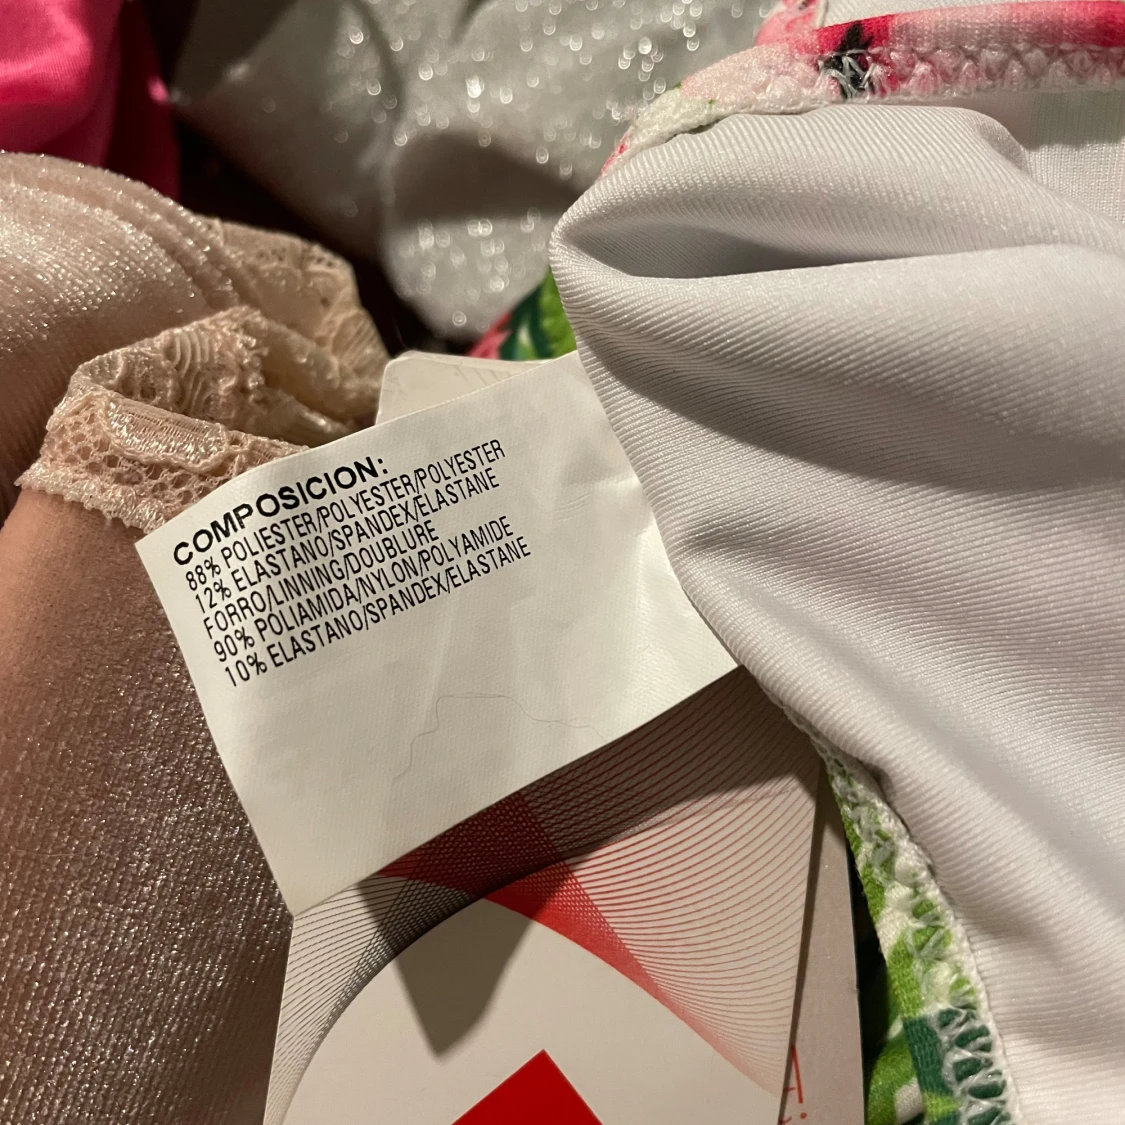 COMPOSICION:
88% POLIESTER/POLYESTER/POLYESTER
12% ELASTANO/SPANDEX/ELASTANE
FORRO/LINNING/DOUBLURE
90% POLIAMIDA/NYLON/POLYAMIDE
10% ELASTANO/SPANDEX/ELASTANE